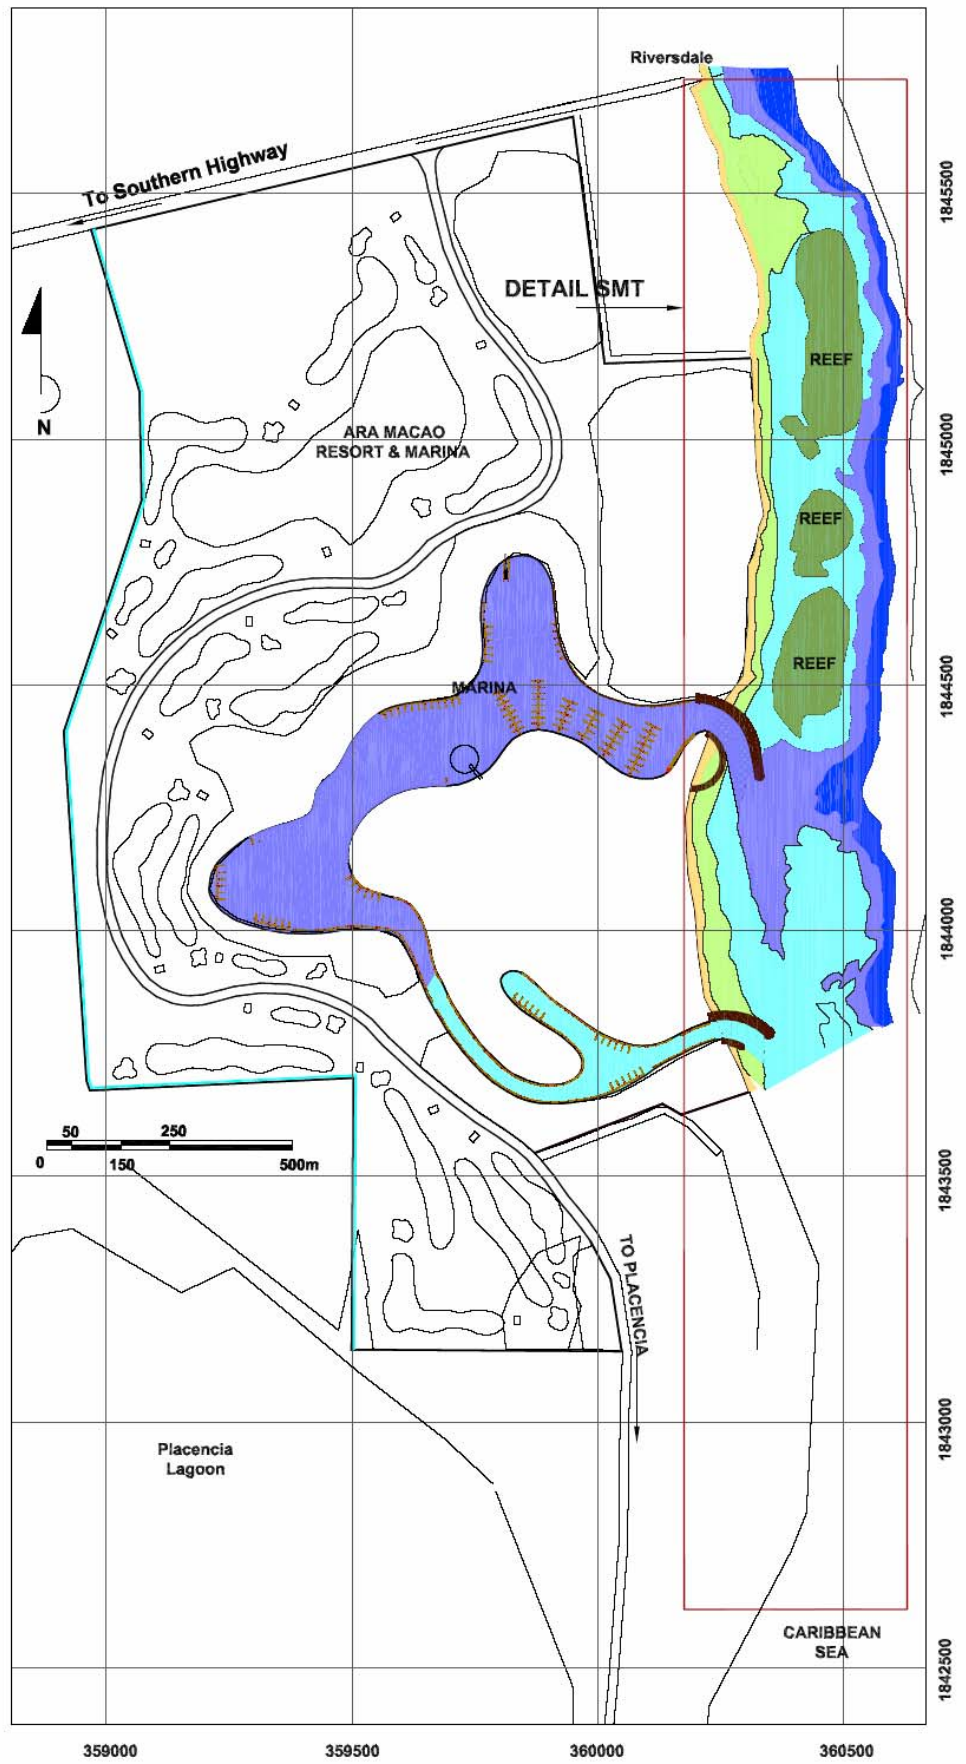 Riversdale
To Southern Highway
1845500
DETAIL SMT
REEF
N
ARA MACAO
RESORT & MARINA
1845000
REEF
REEF
MARINA
1844500
1844000
50 250
0 150 500m
1843500
TO PLACENCIA
Placencia
Lagoon
1843000
CARIBBEAN
SEA
1842500
359000 359500 360000 360500